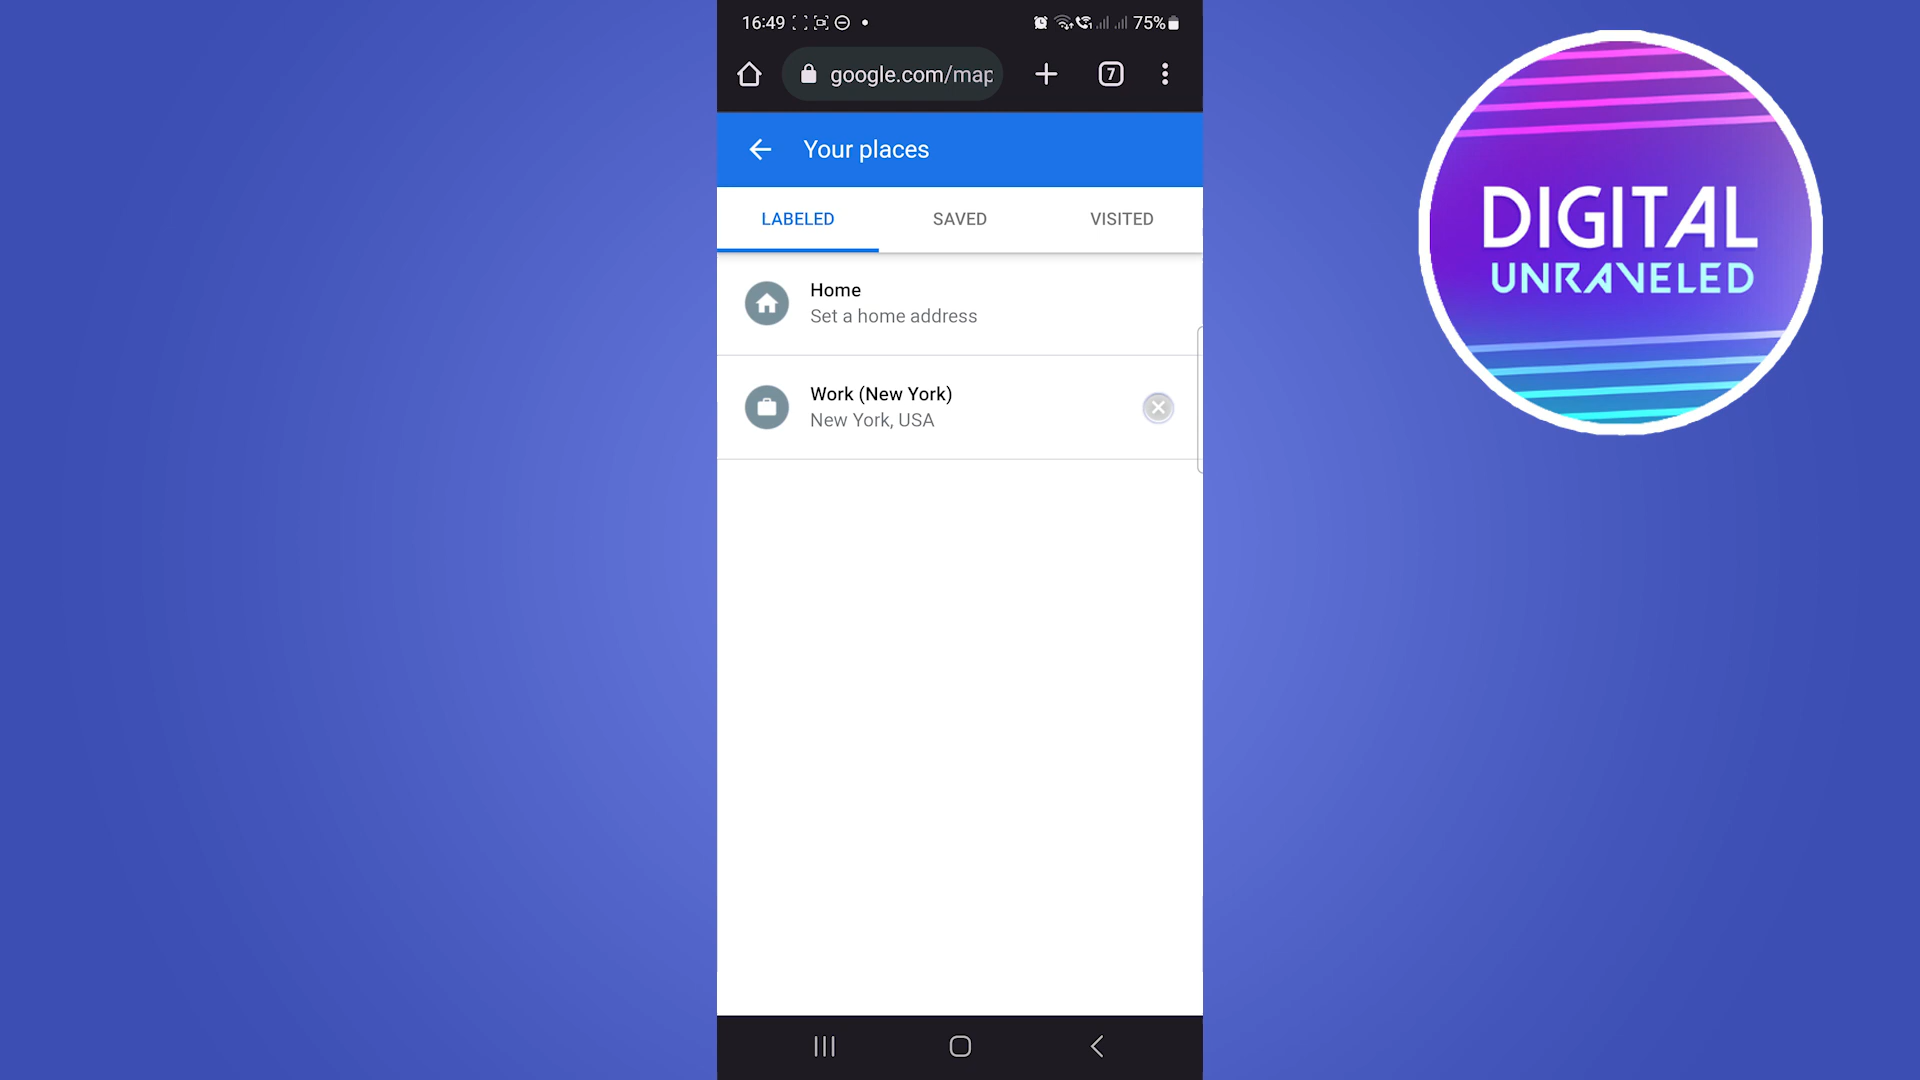 16:49
75%
google.com/map
7
Your places
LABELED
SAVED
VISITED
Home
Set a home address
Work (New York)
New York, USA
DIGITAL
UNRAVELED